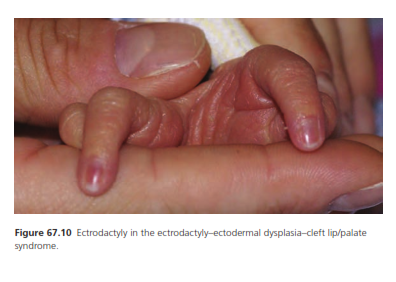 Figure 67.10 Ectrodactyly in the ectrodactyly–ectodermal dysplasia–cleft lip/palate
syndrome.